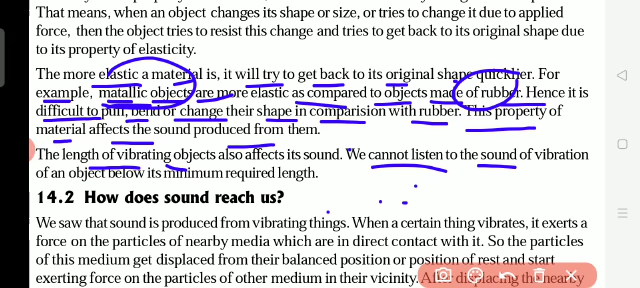 That means, when an object changes its shape or size, or tries to change it due to applied
force, then the object tries to resist this change and tries to get back to its original shape due
to its property of elasticity.
The more elastic a material is, it will try to get back to its original shape quicklier. For
example, matallic objects are more elastic as compared to objects made of rubber. Hence it is
difficult to pull, bend or change their shape in comparision with rubber. This property of
material affects the sound produced from them.
The length of vibrating objects also affects its sound. We cannot listen to the sound of vibration
of an object below its minimum required length.
14.2 How does sound reach us?
We saw that sound is produced from vibrating things. When a certain thing vibrates, it exerts a
force on the particles of nearby media which are in direct contact with it. So the particles
of this medium get displaced from their balanced position or position of rest and start
exerting force on the particles of other medium in their vicinity. After displacing the nearby